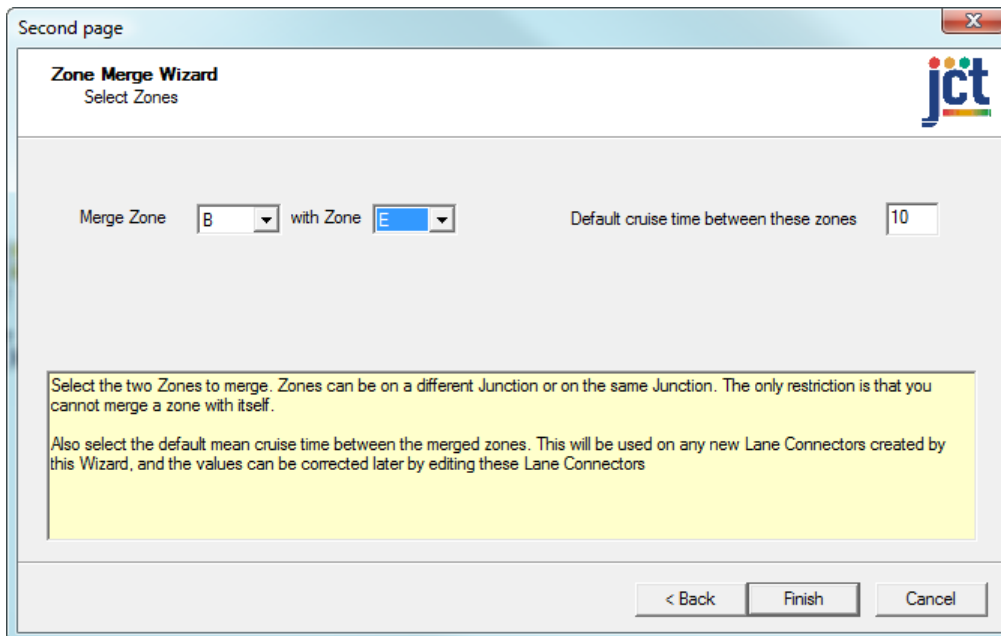 Second page
Zone Merge Wizard
Select Zones
jct
Merge Zone B with Zone E Default cruise time between these zones 10
Select the two Zones to merge. Zones can be on a different Junction or on the same Junction. The only restriction is that you
cannot merge a zone with itself.
Also select the default mean cruise time between the merged zones. This will be used on any new Lane Connectors created by
this Wizard, and the values can be corrected later by editing these Lane Connectors
< Back Finish Cancel